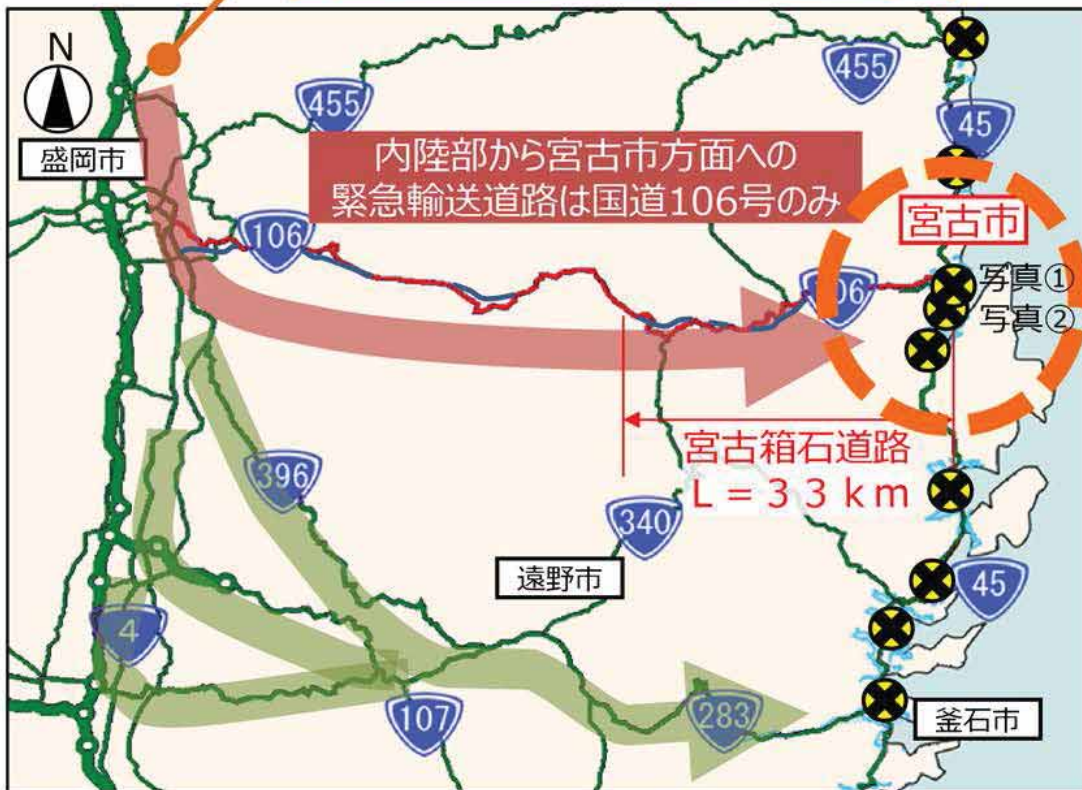 N
盛岡市
455
455
45
内陸部から宮古市方面への
緊急輸送道路は国道106号のみ
宮古市
106
106
写真①
写真②
宮古箱石道路
L=33km
396
340
遠野市
45
4
107
283
釜石市